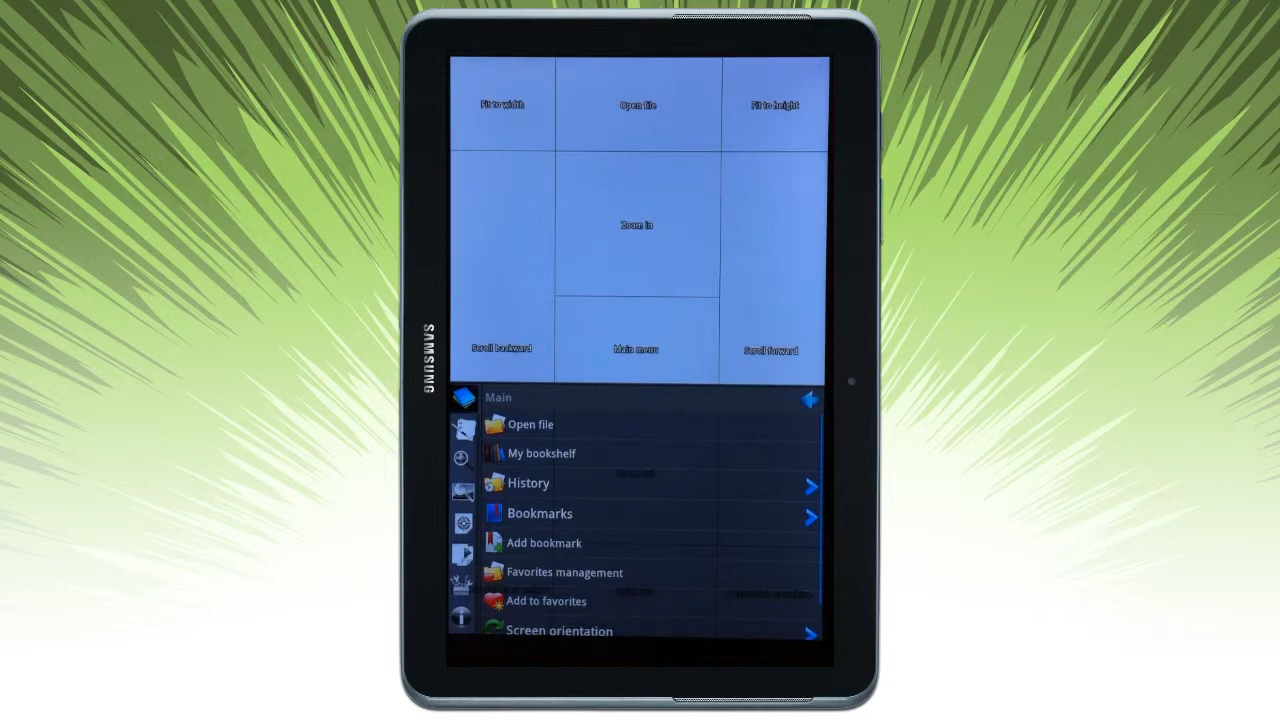 Fit to width
Open file
Fit to height
Zoom in
Scroll backward
Main menu
Scroll forward
SAMSUNG
Main
Open file
My bookshelf
History
Bookmarks
Add bookmark
Favorites management
Add to favorites
Screen orientation